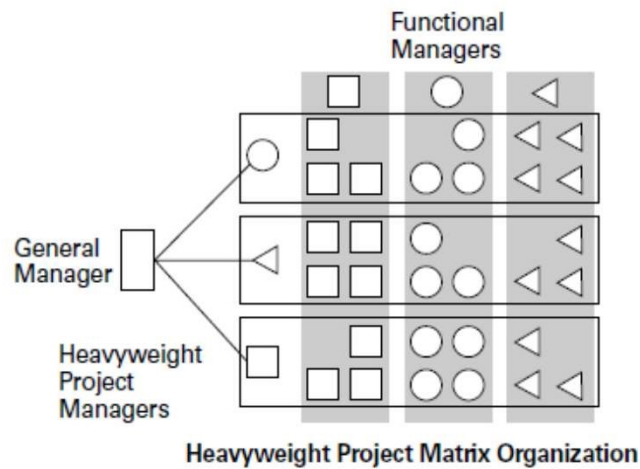 Functional
Managers
General
Manager
Heavyweight
Project
Managers
Heavyweight Project Matrix Organization